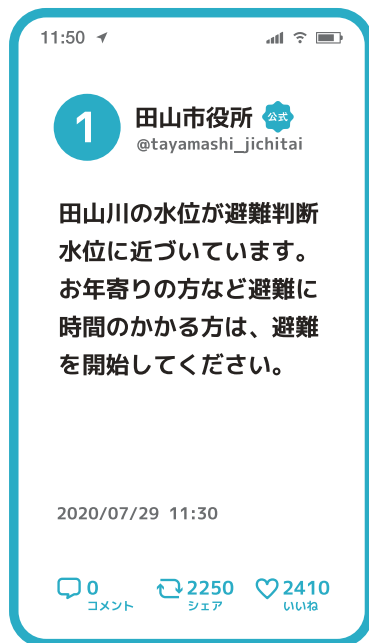 11:50
1
田山市役所 公式
@tayamashi_jichitai
田山川の水位が避難判断
水位に近づいています。
お年寄りの方など避難に
時間のかかる方は、避難
を開始してください。
2020/07/29 11:30
0 2250 2410
コメント シェア いいね